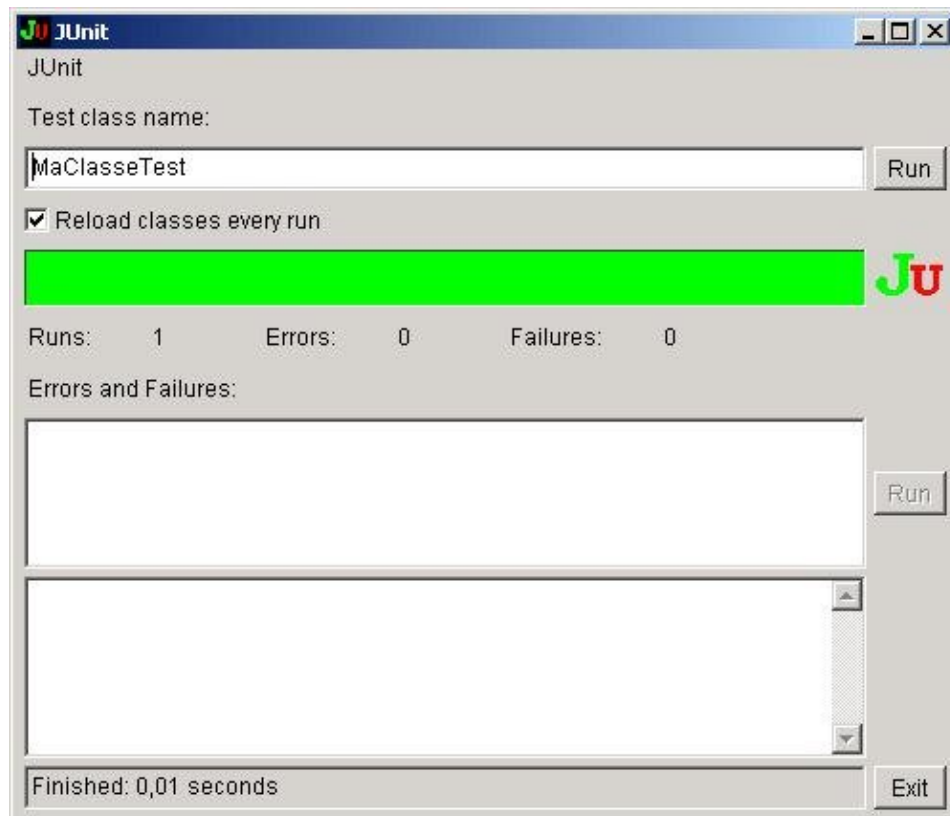 JU JUnit
JUnit
Test class name:
MaClasseTest Run
Reload classes every run
JU
Runs: 1 Errors: 0 Failures: 0
Errors and Failures:
Run
Finished: 0,01 seconds Exit